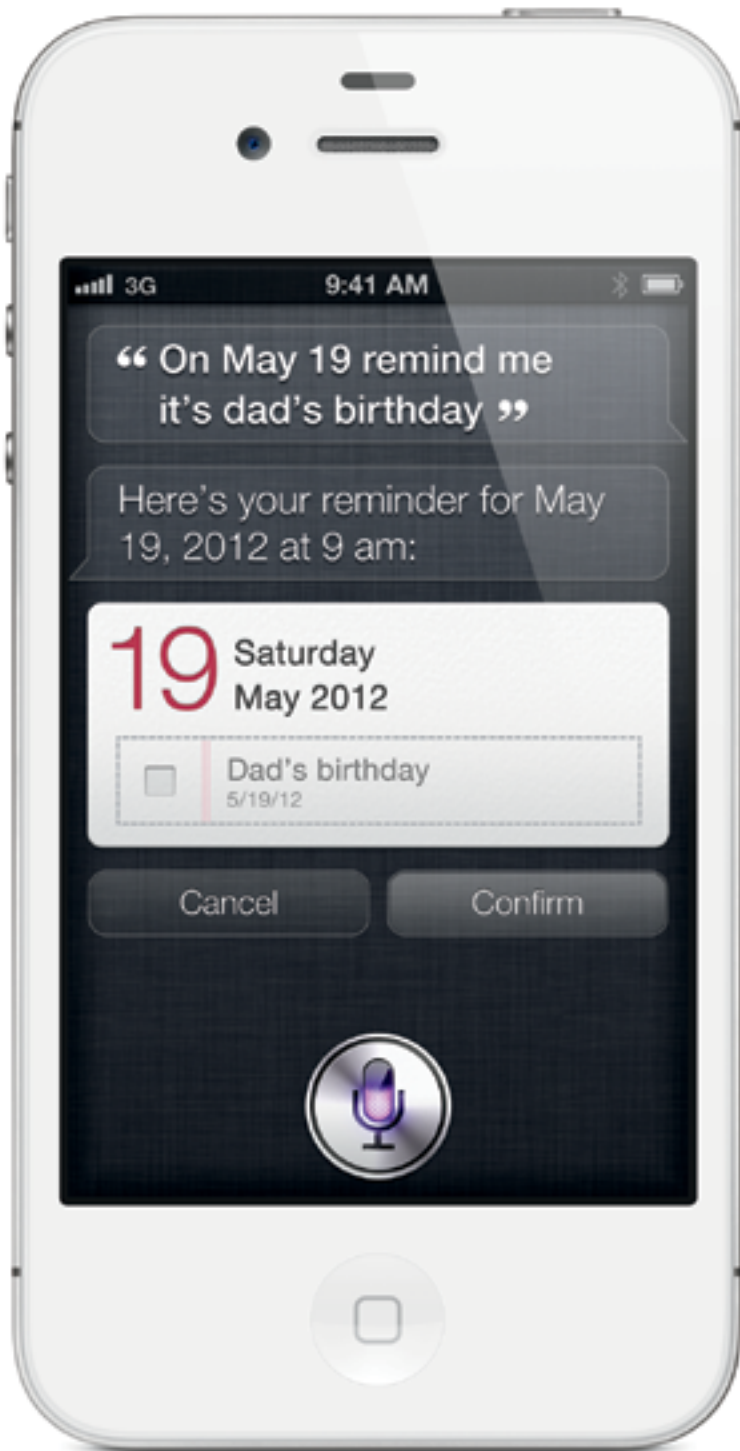 3G 9:41 AM
“ On May 19 remind me
it's dad's birthday ”
Here's your reminder for May
19, 2012 at 9 am:
19 Saturday
May 2012
Dad's birthday
5/19/12
Cancel Confirm